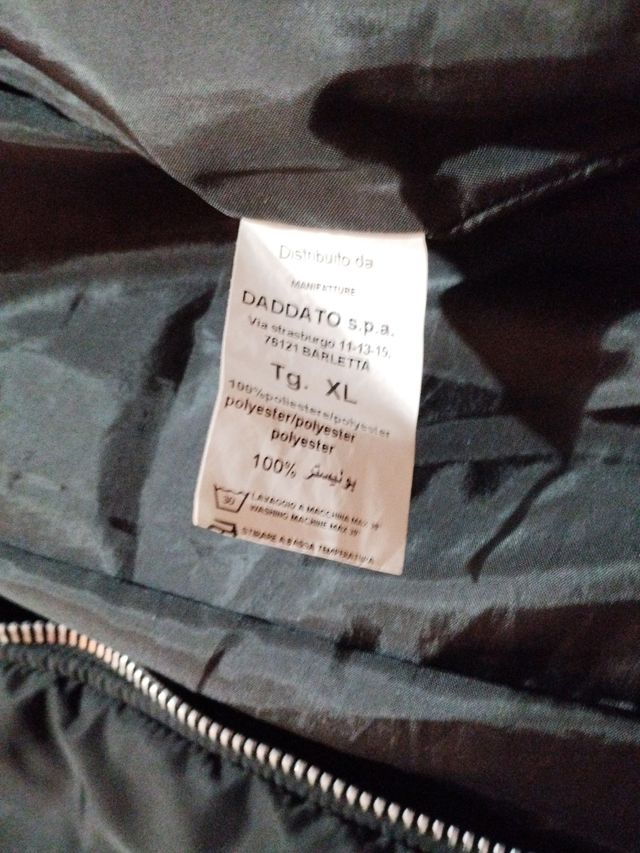 Distribuito da
MANIFATTURE
DADDATO s.p.a.
Via strasburgo 11-13-15,
76121 BARLETTA
Tg. XL
100%poliestere/polyester
polyester/polyester
polyester
100% بوليستر
30
LAVAGGIO A MACCHINA MAX 30°
WASHING MACHINE MAX 30°
STIRARE A BASSA TEMPERATURA